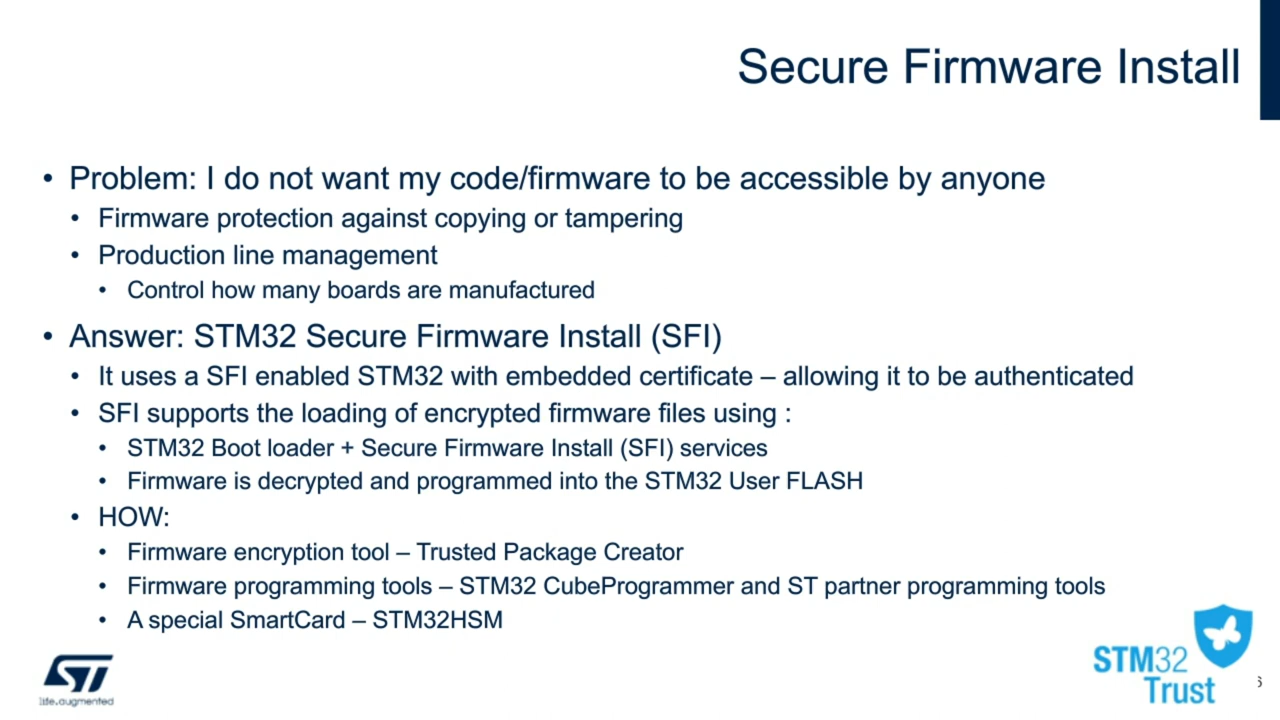 Secure Firmware Install
• Problem: I do not want my code/firmware to be accessible by anyone
• Firmware protection against copying or tampering
• Production line management
• Control how many boards are manufactured
• Answer: STM32 Secure Firmware Install (SFI)
• It uses a SFI enabled STM32 with embedded certificate – allowing it to be authenticated
• SFI supports the loading of encrypted firmware files using :
• STM32 Boot loader + Secure Firmware Install (SFI) services
• Firmware is decrypted and programmed into the STM32 User FLASH
• HOW:
• Firmware encryption tool – Trusted Package Creator
• Firmware programming tools – STM32 CubeProgrammer and ST partner programming tools
• A special SmartCard – STM32HSM
ST
life.augmented
STM32
Trust
6